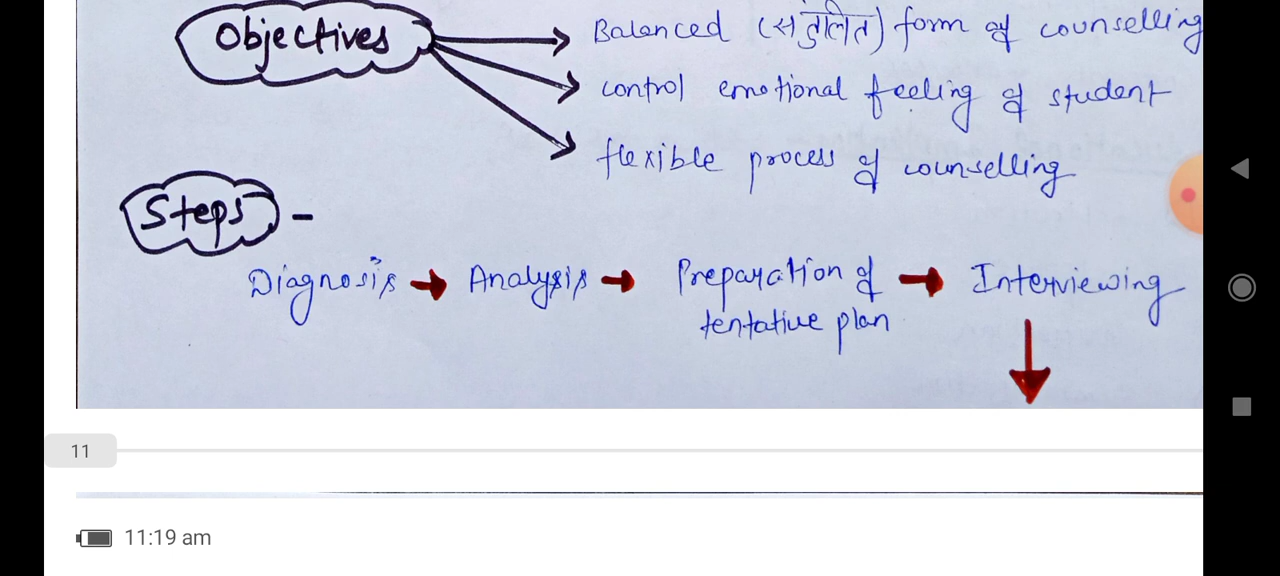 Objectives
Balanced (संतुलित) form of counselling
control emotional feeling of student
flexible process of counselling
Steps -
Diagnosis → Analysis → Preparation of tentative plan → Interviewing
11
11:19 am